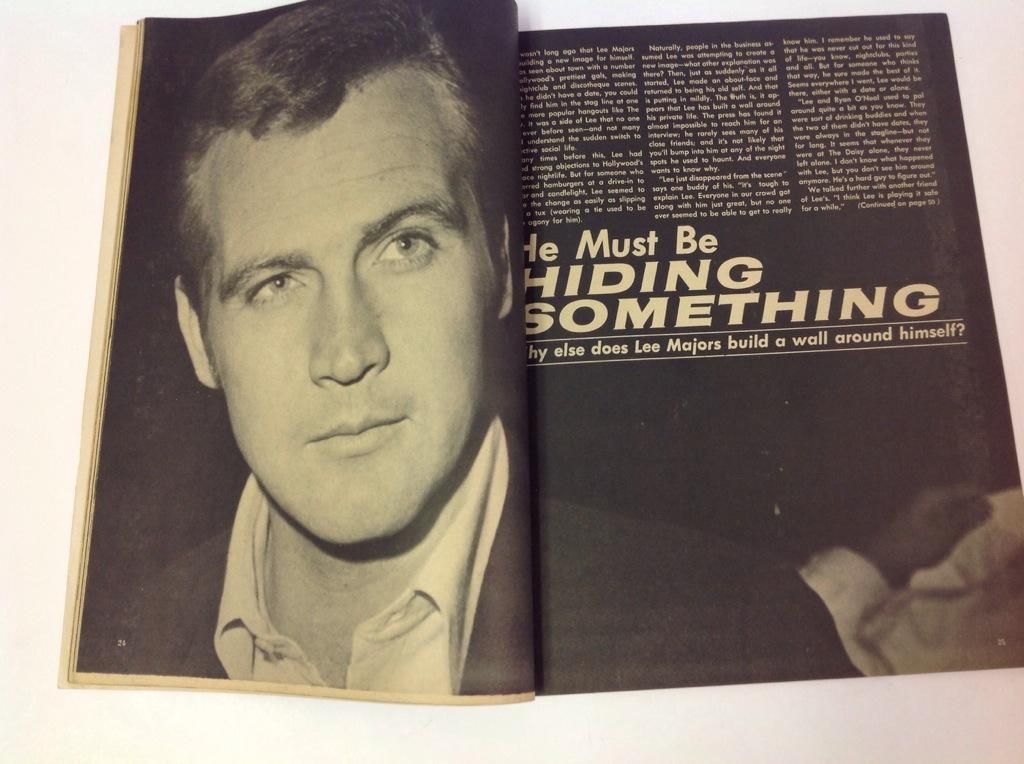 wasn't long ago that Lee Majors
uilding a new image for himself.
as seen about town with a number
ollywood's prettiest gals, making
nightclub and discotheque scenes.
he didn't have a date, you could
ly find him in the stag line at one
e more popular hangouts like The
. It was a side of Lee that no one
ever before seen—and not many
l understand the sudden switch to
ctive social life.
any times before this, Lee had
d strong objections to Hollywood's
ace nightlife. But for someone who
erred hamburgers at a drive-in to
ar and candlelight, Lee seemed to
e the change as easily as slipping
a tux (wearing a tie used to be
agony for him).
Naturally, people in the business as-
sumed Lee was attempting to create a
new image—what other explanation was
there? Then, just as suddenly as it all
started, Lee made an about-face and
returned to being his old self. And that
is putting in mildly. The truth is, it ap-
pears that Lee has built a wall around
his private life. The press has found it
almost impossible to reach him for an
interview; he rarely sees many of his
close friends; and it's not likely that
you'll bump into him at any of the night
spots he used to haunt. And everyone
wants to know why.
"Lee just disappeared from the scene"
says one buddy of his. "It's tough to
explain Lee. Everyone in our crowd got
along with him just great, but no one
ever seemed to be able to get to really
know him. I remember he used to say
that he was never cut out for this kind
of life—you know, nightclubs, parties
and all. But for someone who thinks
that way, he sure made the best of it.
Seems everywhere I went, Lee would be
there, either with a date or alone.
"Lee and Ryan O'Neal used to pal
around quite a bit as you know. They
were sort of drinking buddies and when
the two of them didn't have dates, they
were always in the stagline—but not
for long. It seems that whenever they
were at The Daisy alone, they never
left alone. I don't know what happened
with Lee, but you don't see him around
anymore. He's a hard guy to figure out."
We talked further with another friend
of Lee's. "I think Lee is playing it safe
for a while," (Continued on page 50)
He Must Be
HIDING
SOMETHING
hy else does Lee Majors build a wall around himself?
24
25